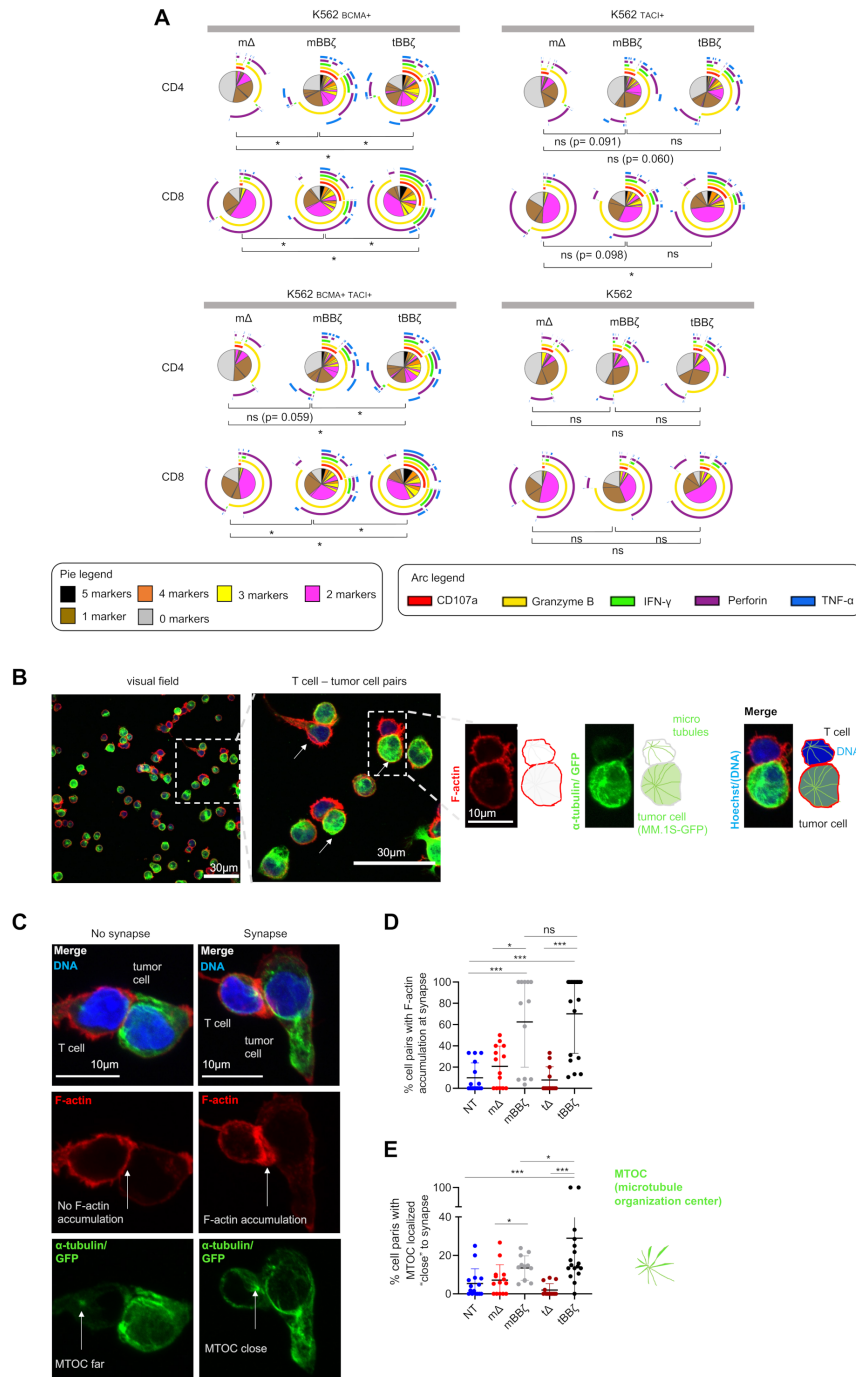 A
K562 BCMA+
mΔ mBBζ tBBζ
CD4
*
*
*
CD8
*
*
*
K562 TACI+
mΔ mBBζ tBBζ
ns (p= 0.091)
ns
ns (p= 0.060)
ns (p= 0.098)
ns
*
K562 BCMA+ TACI+
mΔ mBBζ tBBζ
CD4
ns (p= 0.059)
*
*
CD8
*
*
*
K562
mΔ mBBζ tBBζ
ns
ns
ns
ns
ns
ns
Pie legend
5 markers 4 markers 3 markers 2 markers
1 marker 0 markers
Arc legend
CD107a Granzyme B IFN-γ Perforin TNF-α
B
visual field
30µm
T cell – tumor cell pairs
30µm
F-actin
10µm
α-tubulin/ GFP
micro
tubules
tumor cell
(MM.1S-GFP)
Merge
Hoechst/(DNA)
T cell
DNA
tumor cell
C
No synapse
Merge
DNA
tumor
cell
T cell
10µm
Synapse
Merge
DNA
T cell
tumor
cell
10µm
F-actin
No F-actin
accumulation
F-actin
F-actin accumulation
α-tubulin/
GFP
MTOC far
α-tubulin/
GFP
MTOC close
D
ns
* ***
***
***
% cell pairs with F-actin
accumulation at synapse
100
80
60
40
20
0
NT mΔ mBBζ tΔ tBBζ
E
*
*** ***
*
% cell paris with
MTOC localized
"close" to synapse
100
40
20
0
NT mΔ mBBζ tΔ tBBζ
MTOC
(microtubule
organization center)